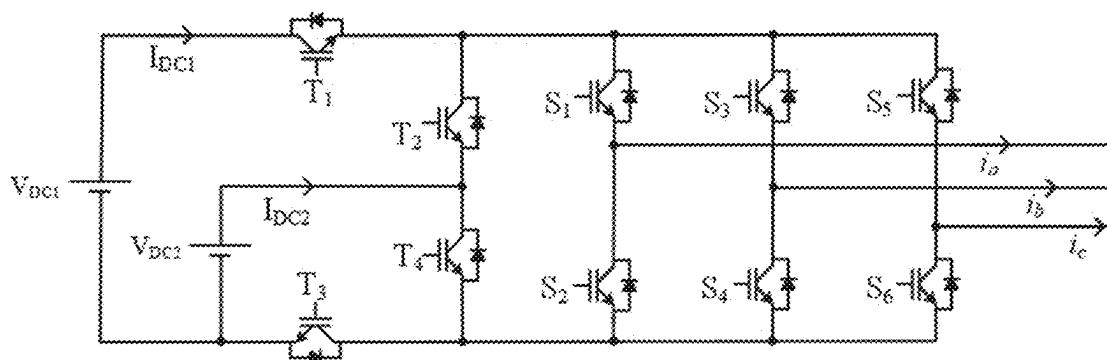 I_DC1
T_1
S_1
S_3
S_5
T_2
i_a
V_DC1
I_DC2
i_b
V_DC2
T_4
i_c
T_3
S_2
S_4
S_6